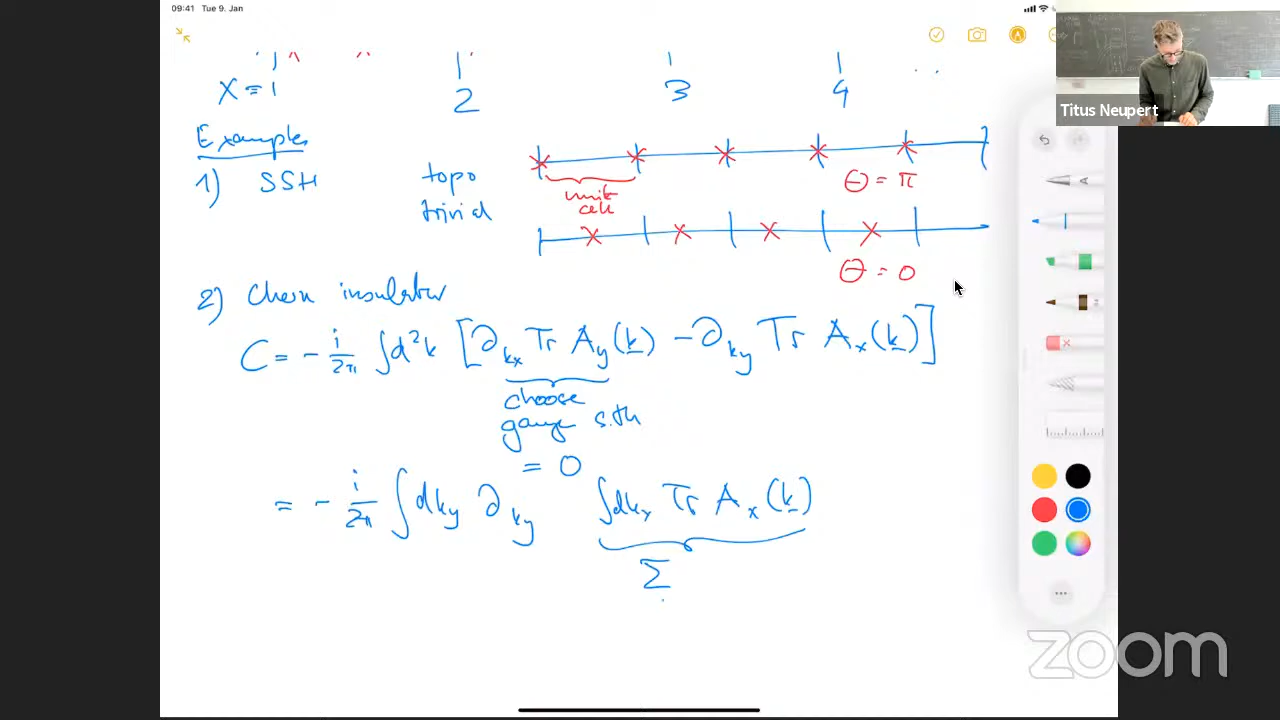 09:41 Tue 9. Jan
X = 1 2 3 4 ...
Titus Neupert
Examples
1) SSH topo
Θ = π
unit
cell
trivial
Θ = 0
2) Chern insulator
C = - i/2π ∫d²k [∂kx Tr Ay(k) - ∂ky Tr Ax(k)]
choose
gauge s.th
= 0
= - i/2π ∫dky ∂ky ∫dkx Tr Ax(k)
Σ
zoom